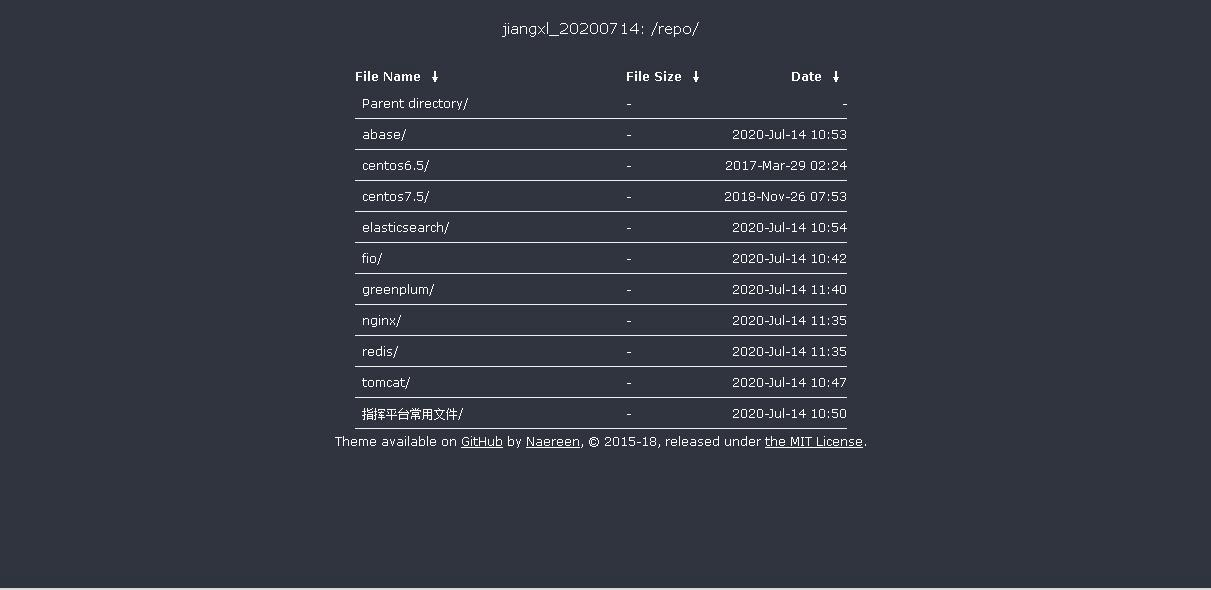 jiangxl_20200714: /repo/
File Name ↓ File Size ↓ Date ↓
Parent directory/ - -
abase/ - 2020-Jul-14 10:53
centos6.5/ - 2017-Mar-29 02:24
centos7.5/ - 2018-Nov-26 07:53
elasticsearch/ - 2020-Jul-14 10:54
fio/ - 2020-Jul-14 10:42
greenplum/ - 2020-Jul-14 11:40
nginx/ - 2020-Jul-14 11:35
redis/ - 2020-Jul-14 11:35
tomcat/ - 2020-Jul-14 10:47
指挥平台常用文件/ - 2020-Jul-14 10:50
Theme available on GitHub by Naereen, © 2015-18, released under the MIT License.